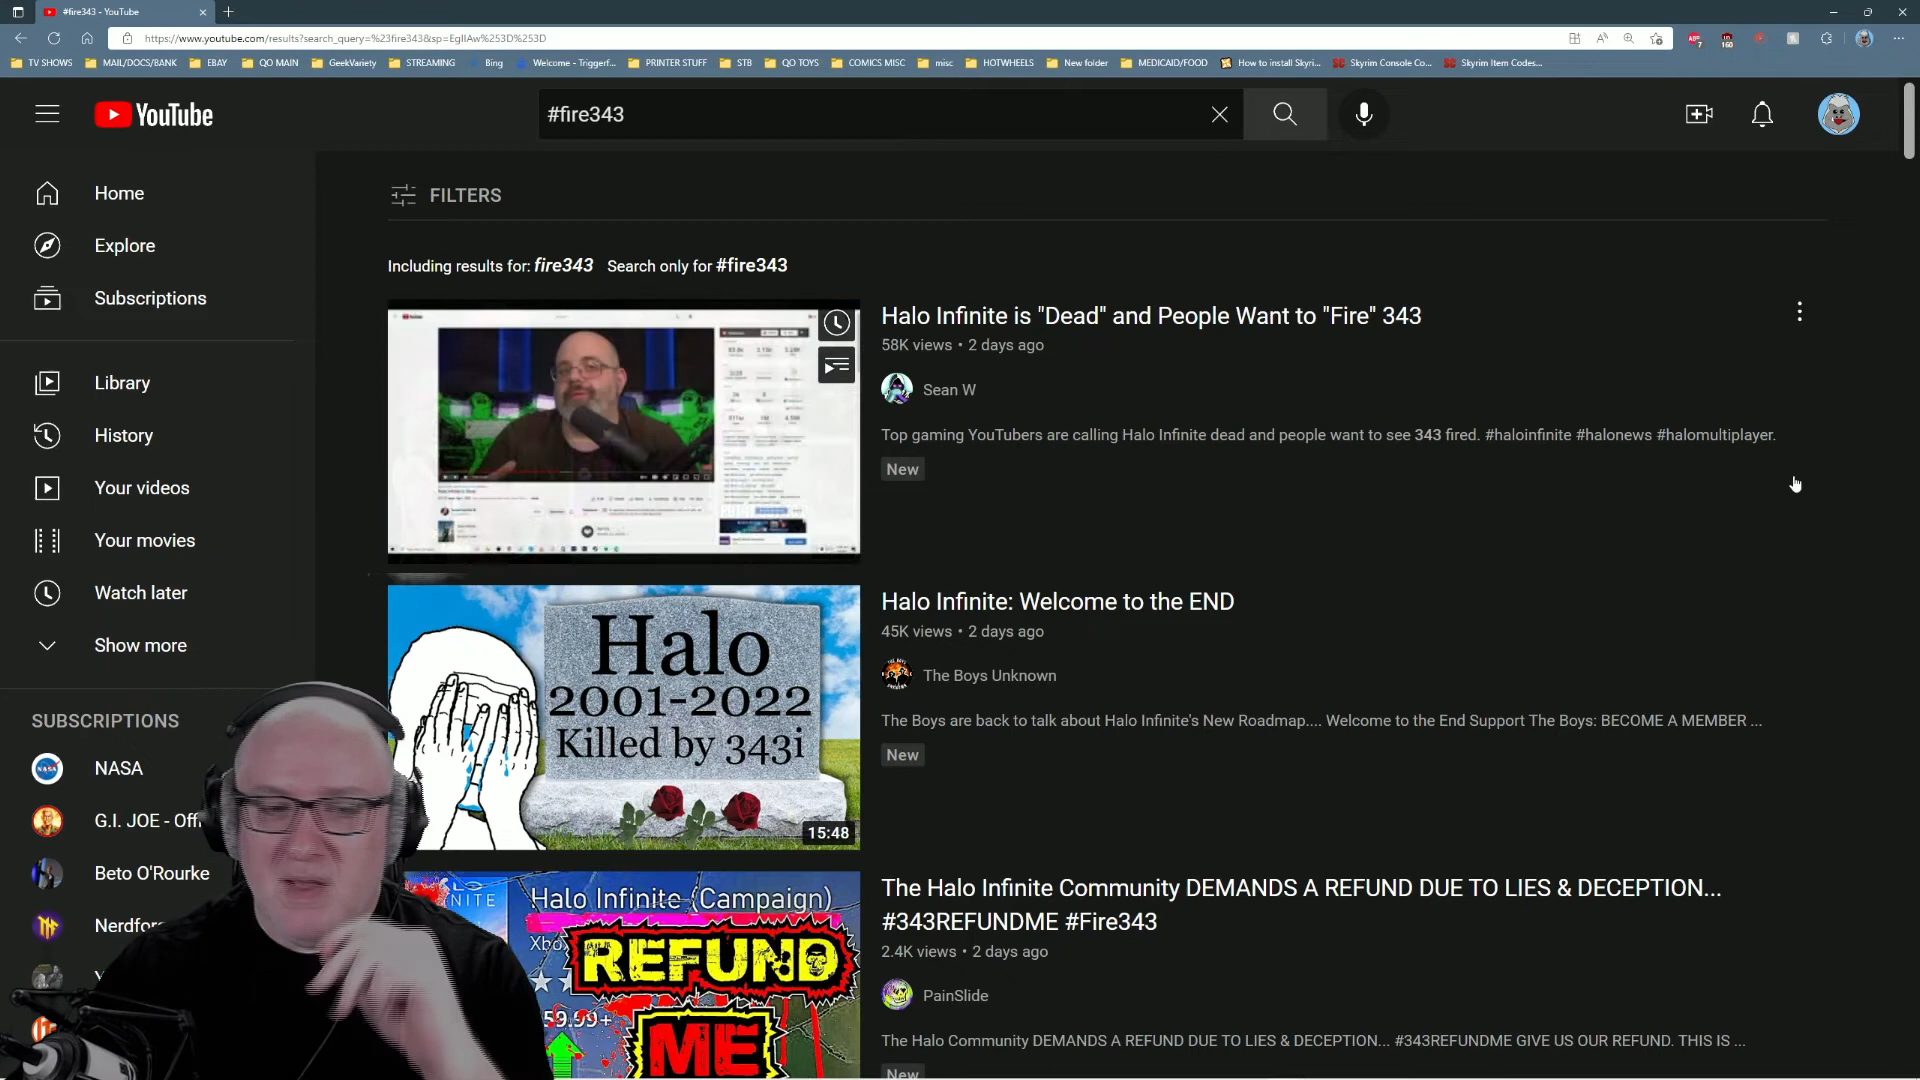 #fire343 - YouTube
https://www.youtube.com/results?search_query=%23fire343&sp=EgIIAw%253D%253D
TV SHOWS MAIL/DOCS/BANK EBAY QO MAIN GeekVariety STREAMING Bing Welcome - Triggerf... PRINTER STUFF STB QO TOYS COMICS MISC misc HOTWHEELS New folder MEDICAID/FOOD How to install Skyri... Skyrim Console Co... Skyrim Item Codes...
YouTube
#fire343
Home
Explore
Subscriptions
Library
History
Your videos
Your movies
Watch later
Show more
SUBSCRIPTIONS
NASA
G.I. JOE - Offi
Beto O'Rourke
Nerdfor
FILTERS
Including results for: fire343 Search only for #fire343
Halo Infinite is "Dead" and People Want to "Fire" 343
58K views • 2 days ago
Sean W
Top gaming YouTubers are calling Halo Infinite dead and people want to see 343 fired. #haloinfinite #halonews #halomultiplayer.
New
Halo
2001-2022
Killed by 343i
15:48
Halo Infinite: Welcome to the END
45K views • 2 days ago
The Boys Unknown
The Boys are back to talk about Halo Infinite's New Roadmap.... Welcome to the End Support The Boys: BECOME A MEMBER ...
New
Halo Infinite (Campaign)
REFUND
59.99+
ME
The Halo Infinite Community DEMANDS A REFUND DUE TO LIES & DECEPTION...
#343REFUNDME #Fire343
2.4K views • 2 days ago
PainSlide
The Halo Community DEMANDS A REFUND DUE TO LIES & DECEPTION... #343REFUNDME GIVE US OUR REFUND. THIS IS ...
New